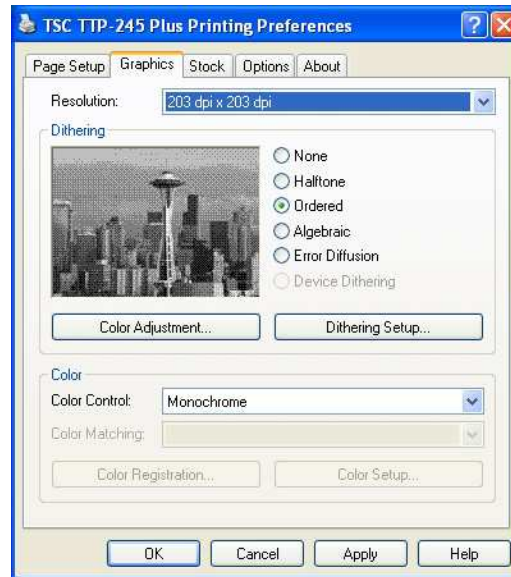 TSC TTP-245 Plus Printing Preferences
Page Setup Graphics Stock Options About
Resolution: 203 dpi x 203 dpi
Dithering
None
Halftone
Ordered
Algebraic
Error Diffusion
Device Dithering
Color Adjustment... Dithering Setup...
Color
Color Control: Monochrome
Color Matching:
Color Registration... Color Setup...
OK Cancel Apply Help